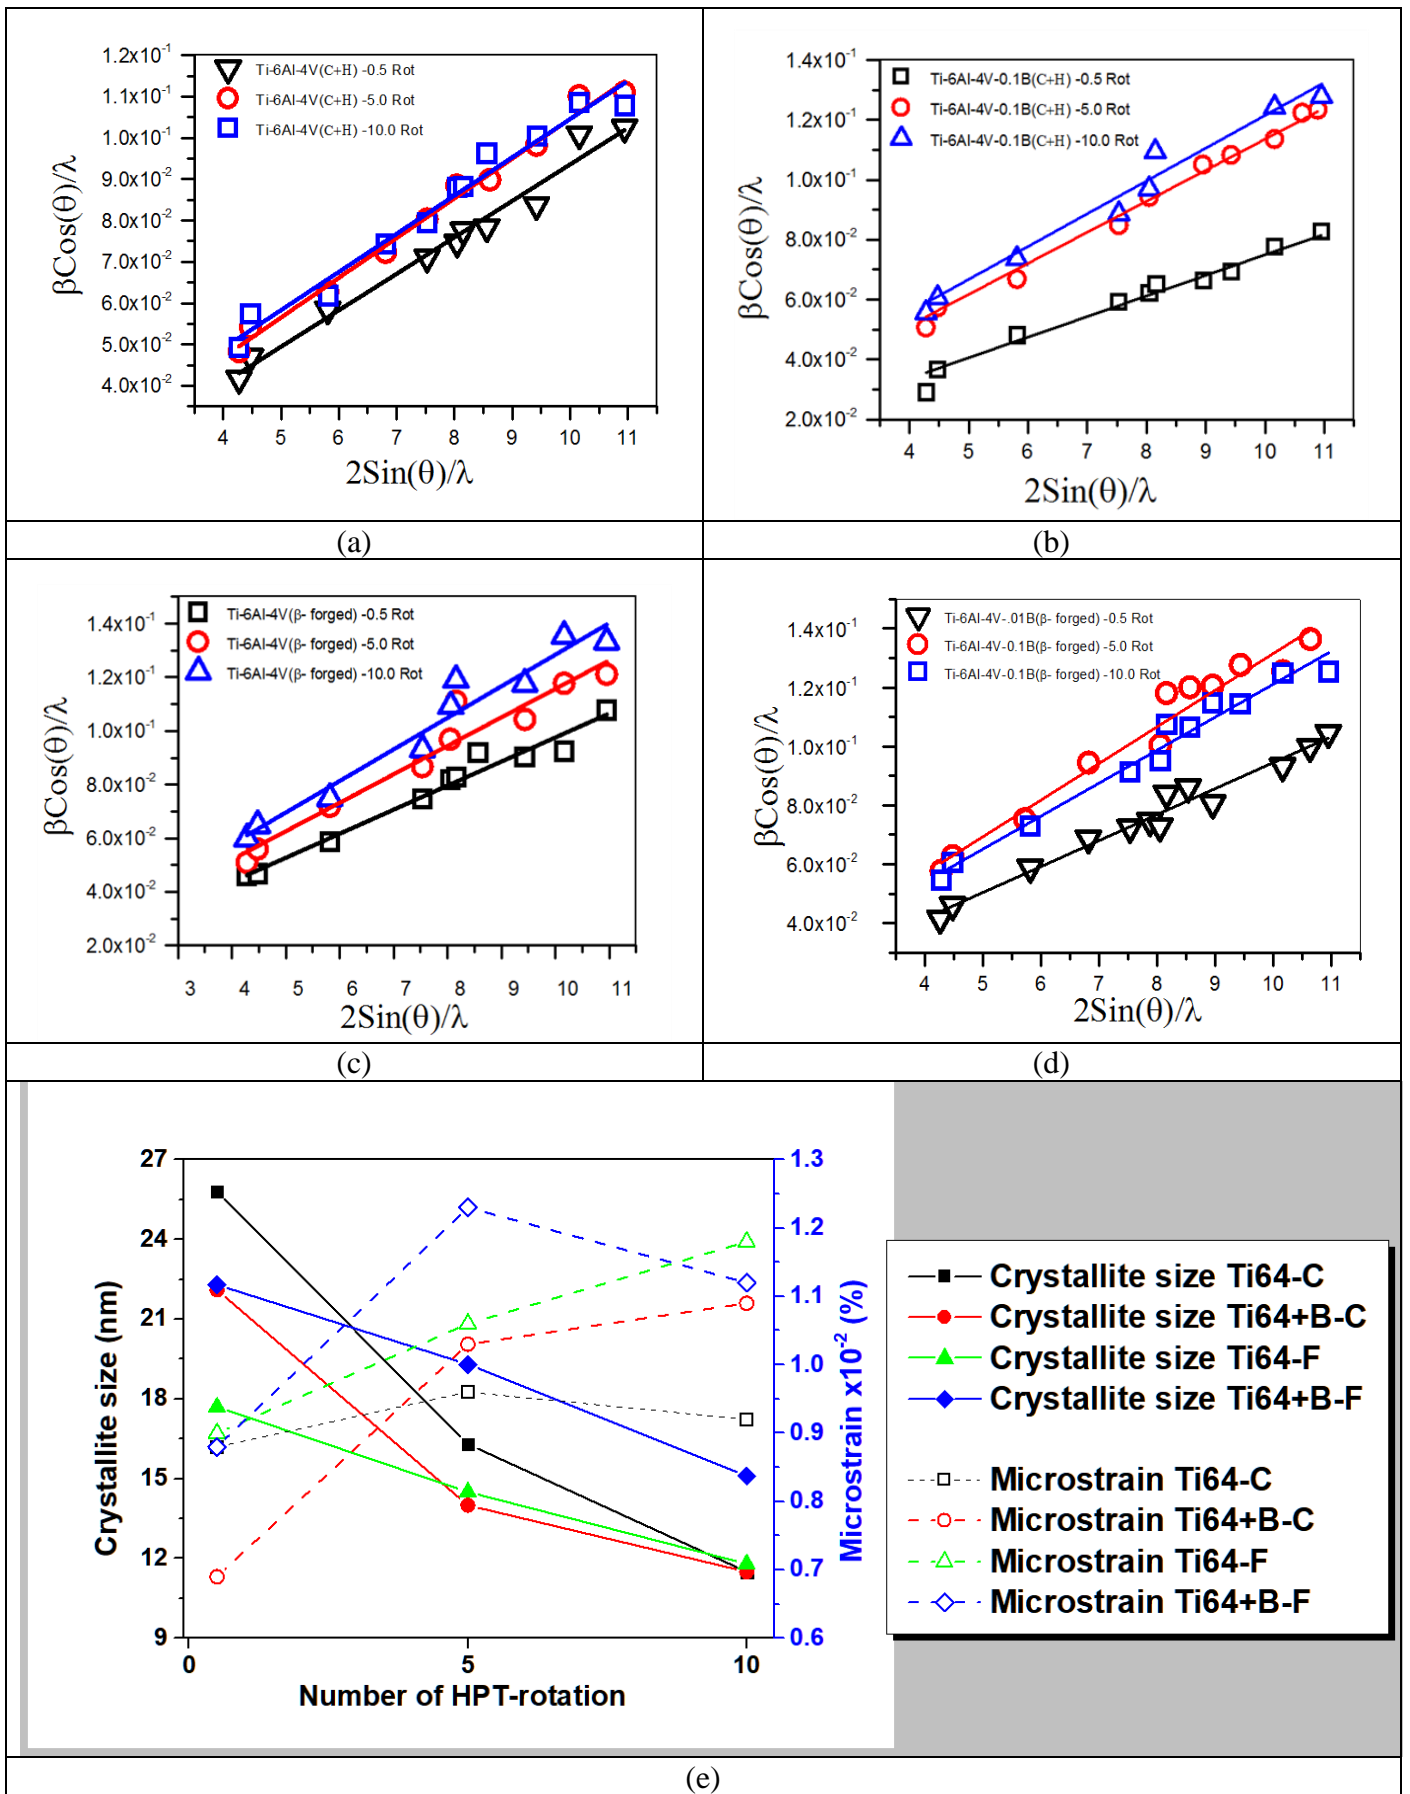 1.2x10⁻¹
1.1x10⁻¹
1.0x10⁻¹
9.0x10⁻²
8.0x10⁻²
7.0x10⁻²
6.0x10⁻²
5.0x10⁻²
4.0x10⁻²
βCos(θ)/λ
Ti-6Al-4V(C+H) -0.5 Rot
Ti-6Al-4V(C+H) -5.0 Rot
Ti-6Al-4V(C+H) -10.0 Rot
4 5 6 7 8 9 10 11
2Sin(θ)/λ
1.4x10⁻¹
1.2x10⁻¹
1.0x10⁻¹
8.0x10⁻²
6.0x10⁻²
4.0x10⁻²
2.0x10⁻²
βCos(θ)/λ
Ti-6Al-4V-0.1B(C+H) -0.5 Rot
Ti-6Al-4V-0.1B(C+H) -5.0 Rot
Ti-6Al-4V-0.1B(C+H) -10.0 Rot
4 5 6 7 8 9 10 11
2Sin(θ)/λ
(a)
(b)
1.4x10⁻¹
1.2x10⁻¹
1.0x10⁻¹
8.0x10⁻²
6.0x10⁻²
4.0x10⁻²
2.0x10⁻²
βCos(θ)/λ
Ti-6Al-4V(β- forged) -0.5 Rot
Ti-6Al-4V(β- forged) -5.0 Rot
Ti-6Al-4V(β- forged) -10.0 Rot
3 4 5 6 7 8 9 10 11
2Sin(θ)/λ
1.4x10⁻¹
1.2x10⁻¹
1.0x10⁻¹
8.0x10⁻²
6.0x10⁻²
4.0x10⁻²
βCos(θ)/λ
Ti-6Al-4V-.01B(β- forged) -0.5 Rot
Ti-6Al-4V-0.1B(β- forged) -5.0 Rot
Ti-6Al-4V-0.1B(β- forged) -10.0 Rot
4 5 6 7 8 9 10 11
2Sin(θ)/λ
(c)
(d)
27
24
21
18
15
12
9
Crystallite size (nm)
0 5 10
Number of HPT-rotation
1.3
1.2
1.1
1.0
0.9
0.8
0.7
0.6
Microstrain x10⁻² (%)
Crystallite size Ti64-C
Crystallite size Ti64+B-C
Crystallite size Ti64-F
Crystallite size Ti64+B-F
Microstrain Ti64-C
Microstrain Ti64+B-C
Microstrain Ti64-F
Microstrain Ti64+B-F
(e)